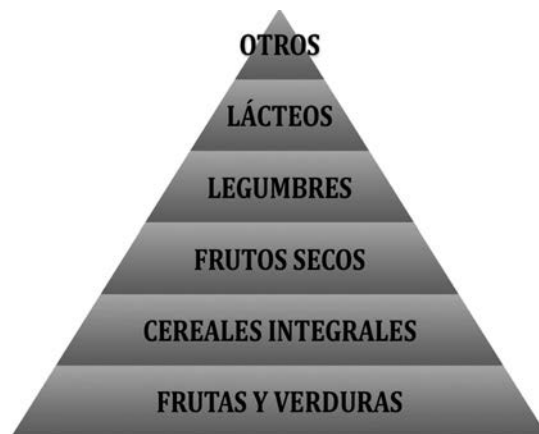 OTROS
LÁCTEOS
LEGUMBRES
FRUTOS SECOS
CEREALES INTEGRALES
FRUTAS Y VERDURAS